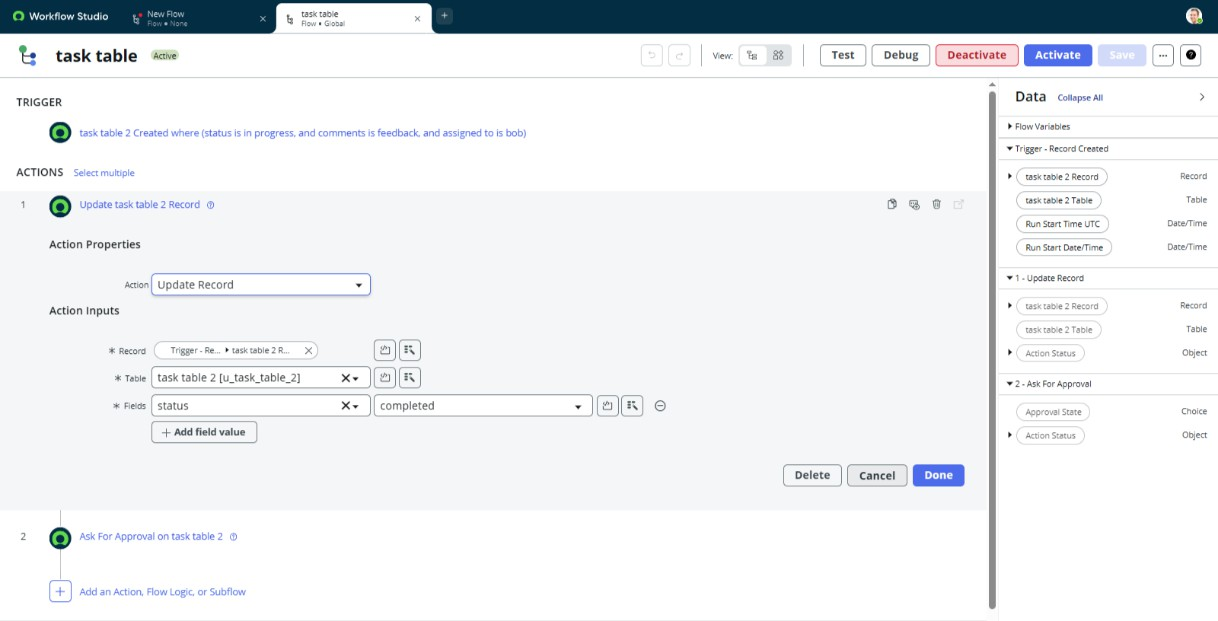 Workflow Studio
New Flow
Flow • None
task table
Flow • Global
task table
Active
View:
Test
Debug
Deactivate
Activate
Save
TRIGGER
task table 2 Created where (status is in progress, and comments is feedback, and assigned to is bob)
ACTIONS Select multiple
1 Update task table 2 Record
Action Properties
Action Update Record
Action Inputs
* Record Trigger - Re... task table 2 R...
* Table task table 2 [u_task_table_2]
* Fields status completed
+ Add field value
Delete Cancel Done
2 Ask For Approval on task table 2
+ Add an Action, Flow Logic, or Subflow
Data Collapse All
Flow Variables
Trigger - Record Created
task table 2 Record Record
task table 2 Table Table
Run Start Time UTC Date/Time
Run Start Date/Time Date/Time
1 - Update Record
task table 2 Record Record
task table 2 Table Table
Action Status Object
2 - Ask For Approval
Approval State Choice
Action Status Object